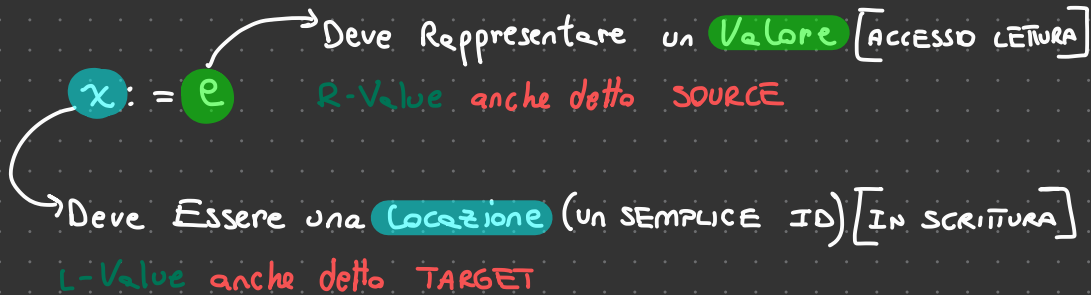 Deve Rappresentare un Valore [ACCESSO LETTURA]
x := e
R-Value anche detto SOURCE
Deve Essere una Locazione (UN SEMPLICE ID) [IN SCRITTURA]
L-Value anche detto TARGET